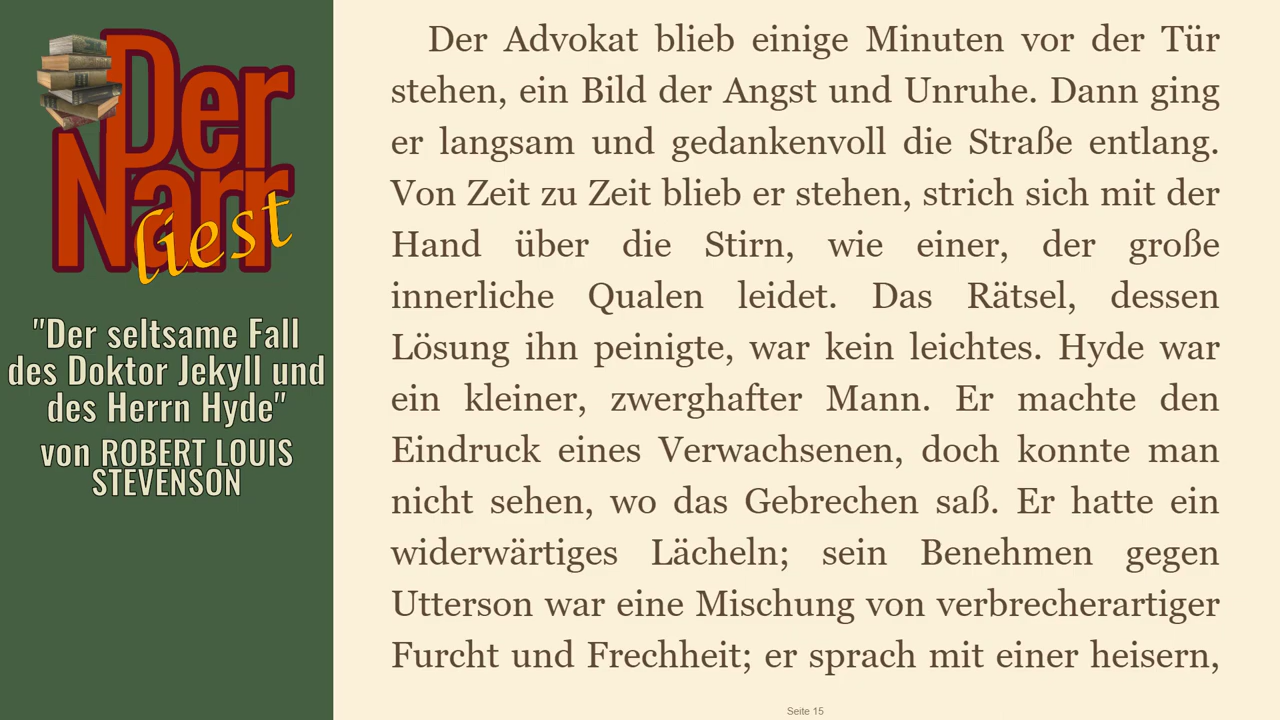 Der
Narr
liest
"Der seltsame Fall
des Doktor Jekyll und
des Herrn Hyde"
von ROBERT LOUIS
STEVENSON
Der Advokat blieb einige Minuten vor der Tür
stehen, ein Bild der Angst und Unruhe. Dann ging
er langsam und gedankenvoll die Straße entlang.
Von Zeit zu Zeit blieb er stehen, strich sich mit der
Hand über die Stirn, wie einer, der große
innerliche Qualen leidet. Das Rätsel, dessen
Lösung ihn peinigte, war kein leichtes. Hyde war
ein kleiner, zwerghafter Mann. Er machte den
Eindruck eines Verwachsenen, doch konnte man
nicht sehen, wo das Gebrechen saß. Er hatte ein
widerwärtiges Lächeln; sein Benehmen gegen
Utterson war eine Mischung von verbrecherartiger
Furcht und Frechheit; er sprach mit einer heisern,
Seite 15